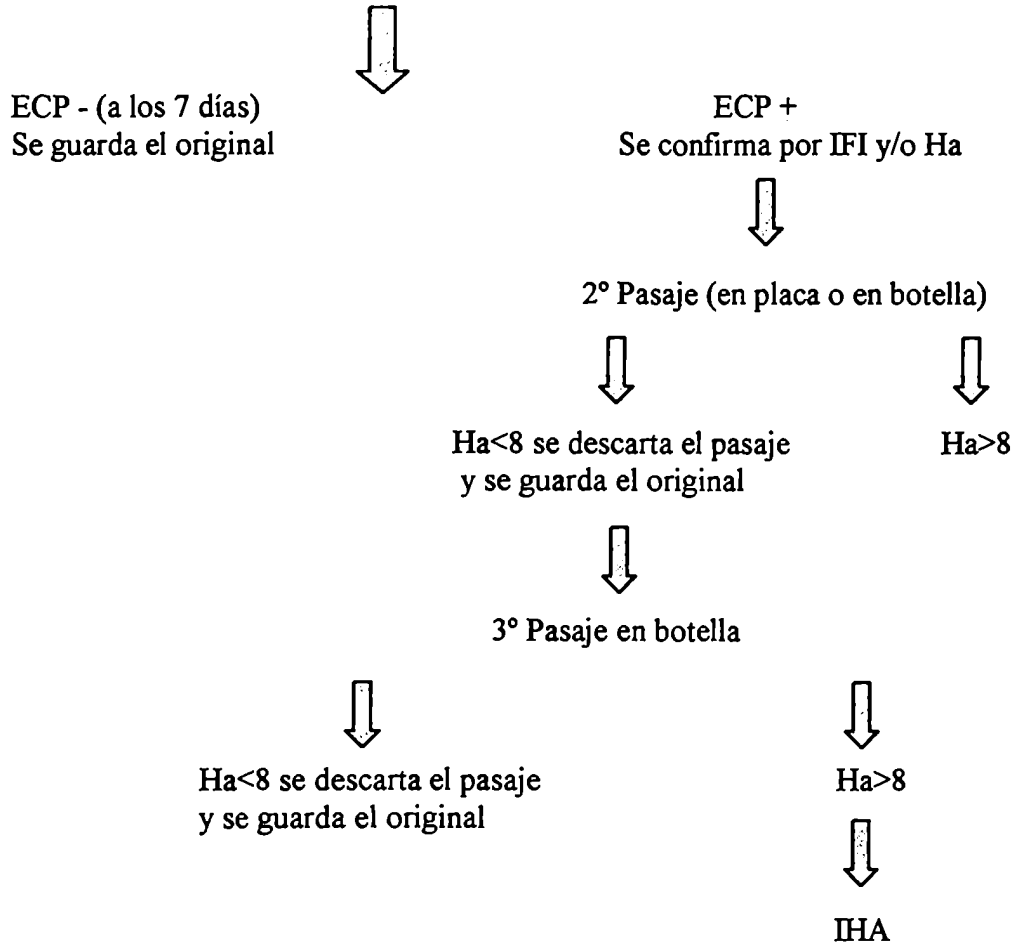 ECP - (a los 7 días)
Se guarda el original
ECP +
Se confirma por IFI y/o Ha
2º Pasaje (en placa o en botella)
Ha<8 se descarta el pasaje
y se guarda el original
Ha>8
3º Pasaje en botella
Ha<8 se descarta el pasaje
y se guarda el original
Ha>8
IHA